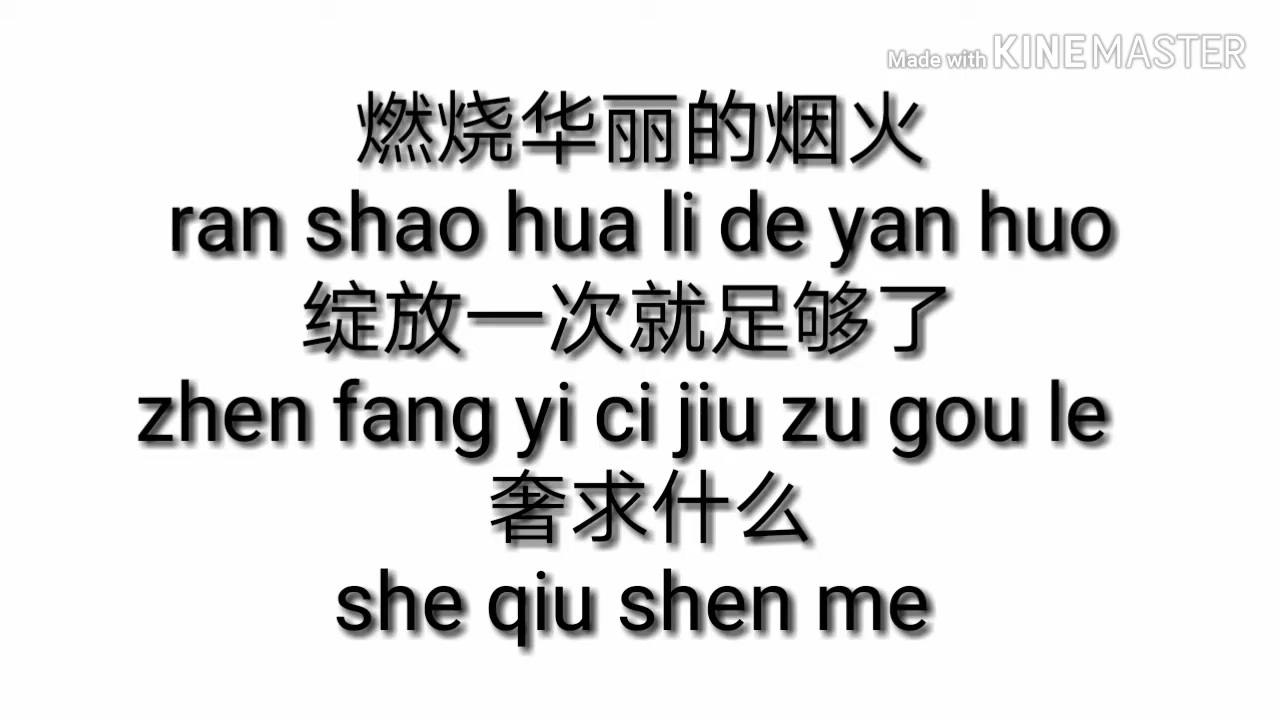 Made with KINEMASTER
燃烧华丽的烟火
ran shao hua li de yan huo
绽放一次就足够了
zhen fang yi ci jiu zu gou le
奢求什么
she qiu shen me